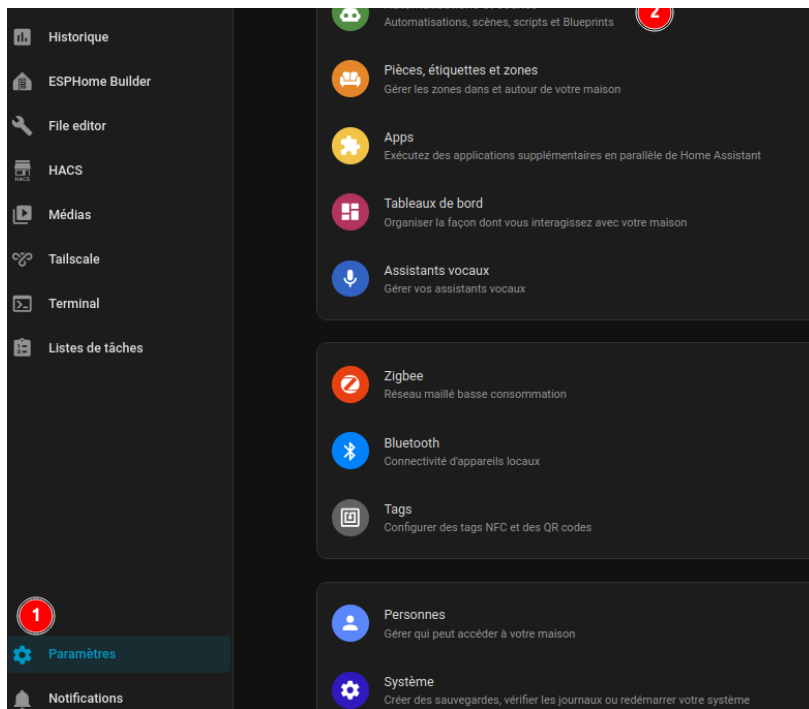 Historique
ESPHome Builder
File editor
HACS
HACS
Médias
Tailscale
Terminal
Listes de tâches
1
Paramètres
Notifications
2
Automatisations, scènes, scripts et Blueprints
Pièces, étiquettes et zones
Gérer les zones dans et autour de votre maison
Apps
Exécutez des applications supplémentaires en parallèle de Home Assistant
Tableaux de bord
Organiser la façon dont vous interagissez avec votre maison
Assistants vocaux
Gérer vos assistants vocaux
Zigbee
Réseau maillé basse consommation
Bluetooth
Connectivité d'appareils locaux
Tags
Configurer des tags NFC et des QR codes
Personnes
Gérer qui peut accéder à votre maison
Système
Créer des sauvegardes, vérifier les journaux ou redémarrer votre système